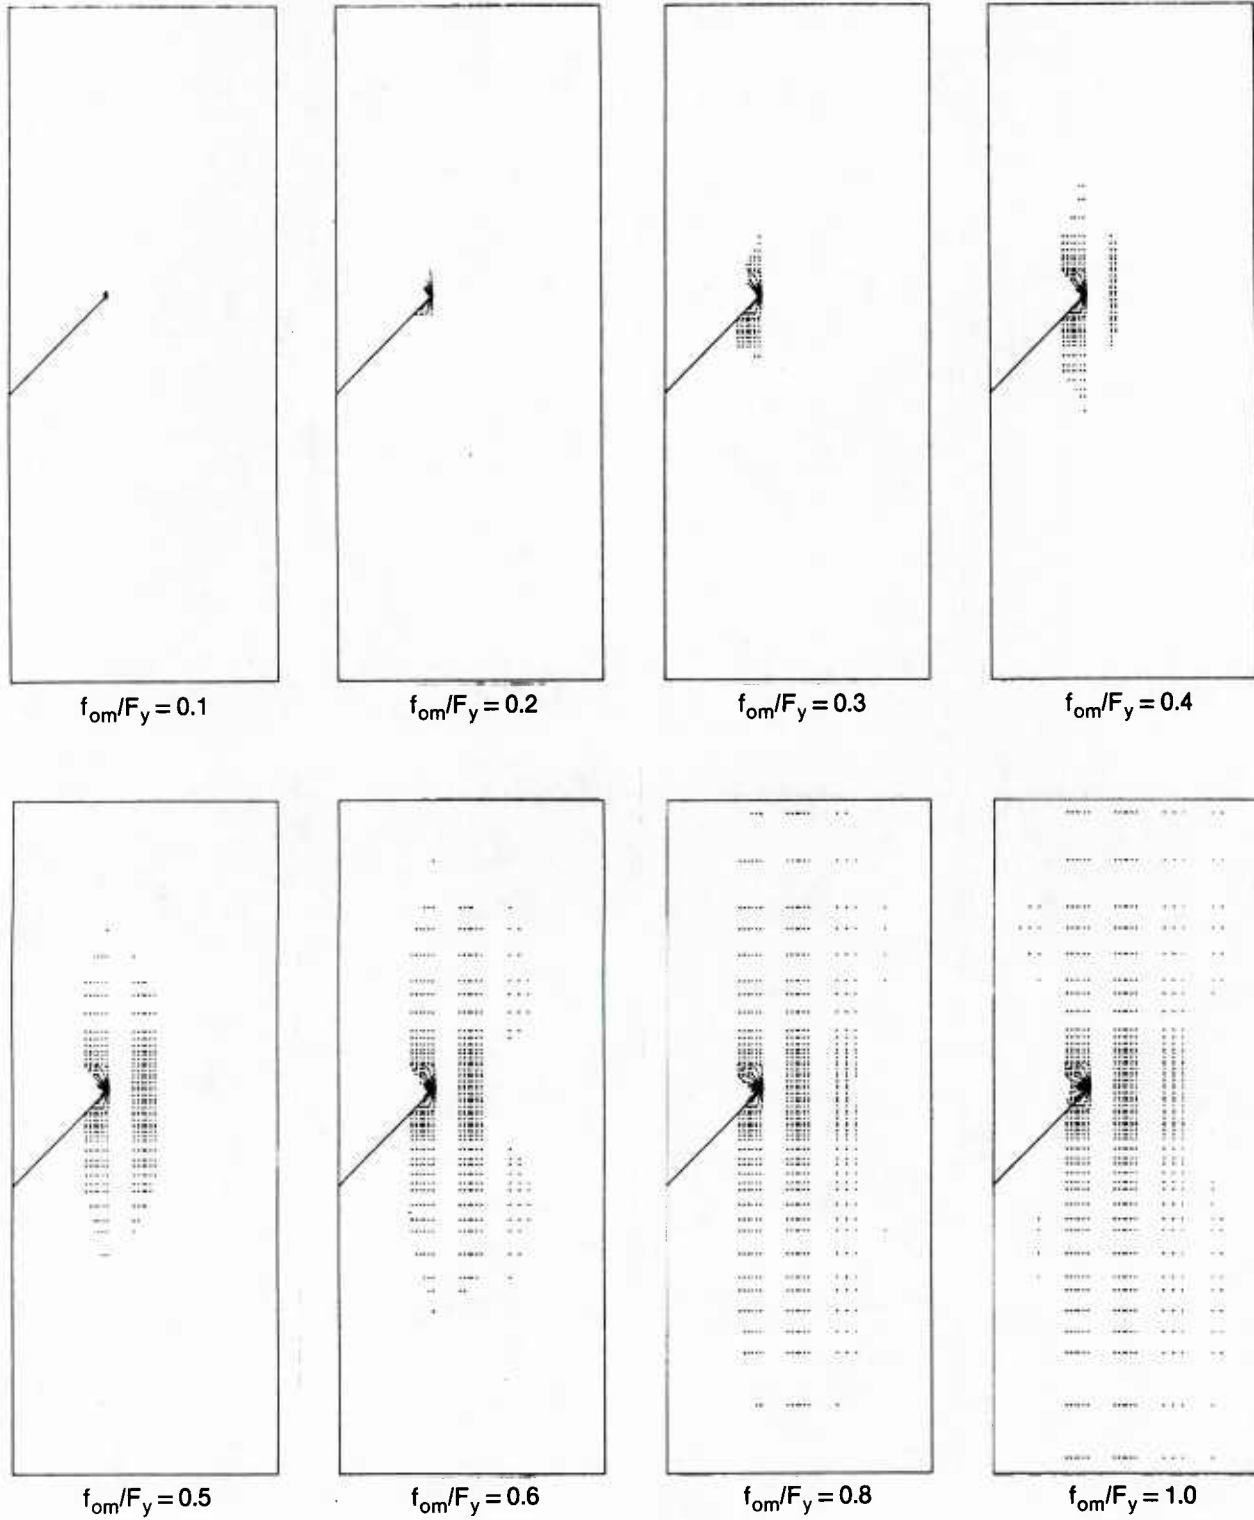 f_om/F_y = 0.1
f_om/F_y = 0.2
f_om/F_y = 0.3
f_om/F_y = 0.4
f_om/F_y = 0.5
f_om/F_y = 0.6
f_om/F_y = 0.8
f_om/F_y = 1.0